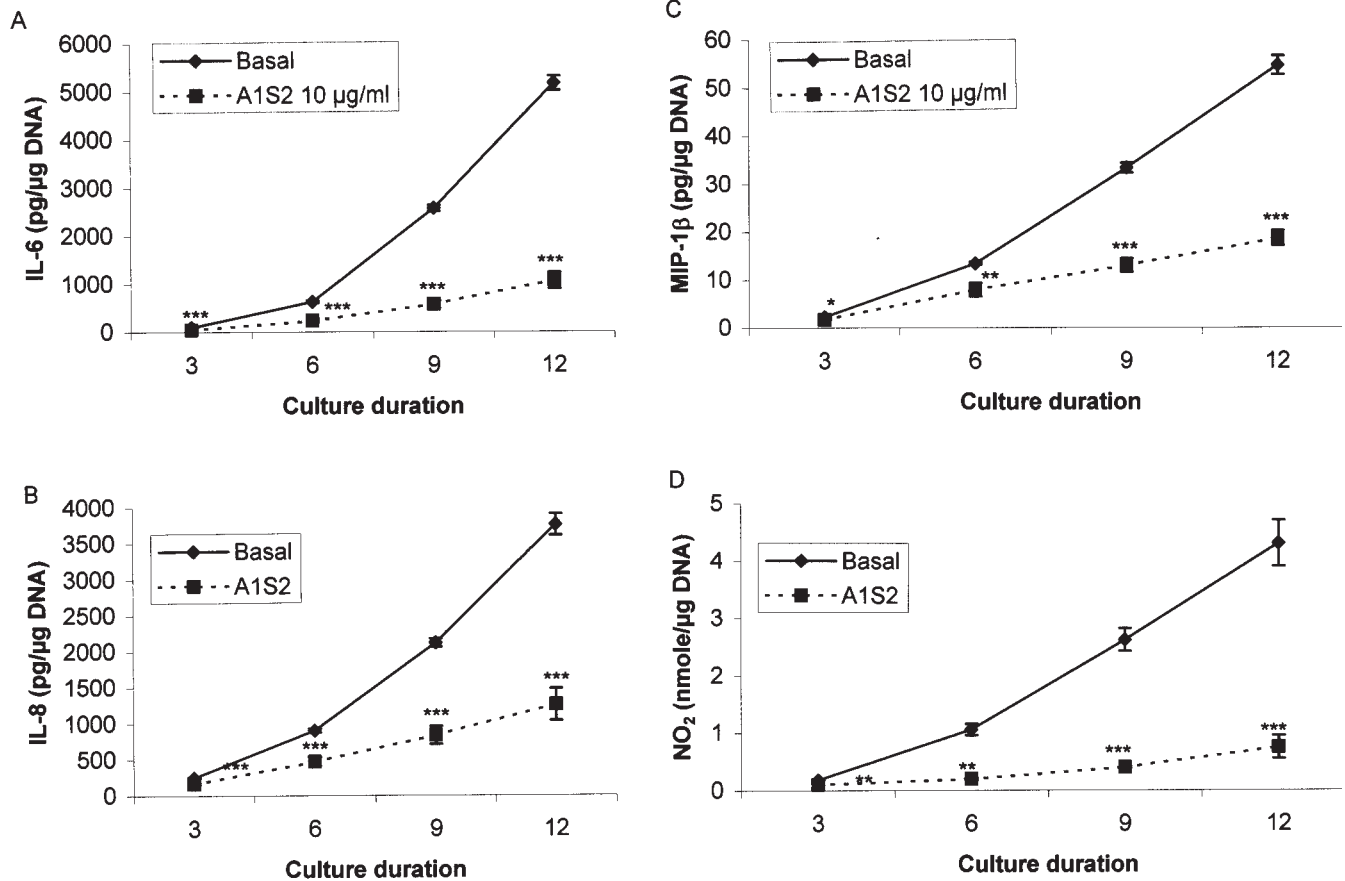 A
IL-6 (pg/µg DNA)
6000
5000
4000
3000
2000
1000
0
Basal
A1S2 10 µg/ml
***
***
***
***
3 6 9 12
Culture duration
C
MIP-1β (pg/µg DNA)
60
50
40
30
20
10
0
Basal
A1S2 10 µg/ml
*
**
***
***
3 6 9 12
Culture duration
B
IL-8 (pg/µg DNA)
4000
3500
3000
2500
2000
1500
1000
500
0
Basal
A1S2
***
***
***
***
3 6 9 12
Culture duration
D
NO₂ (nmole/µg DNA)
5
4
3
2
1
0
Basal
A1S2
**
**
***
***
3 6 9 12
Culture duration